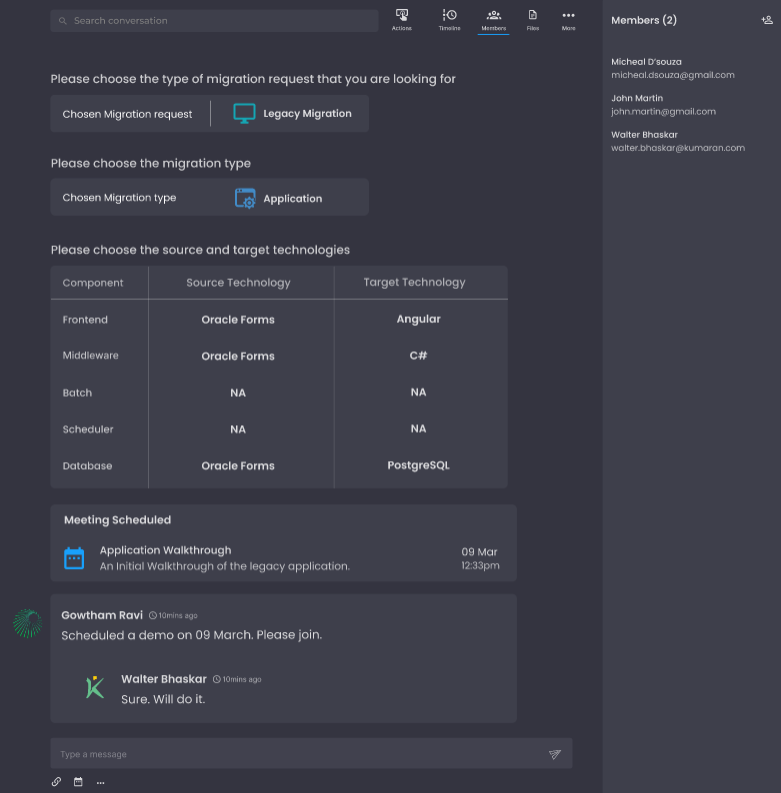 Search conversation
Actions
Timeline
Members
Files
More
Please choose the type of migration request that you are looking for
Chosen Migration request
Legacy Migration
Please choose the migration type
Chosen Migration type
Application
Please choose the source and target technologies
Component Source Technology Target Technology
Frontend Oracle Forms Angular
Middleware Oracle Forms C#
Batch NA NA
Scheduler NA NA
Database Oracle Forms PostgreSQL
Meeting Scheduled
Application Walkthrough 09 Mar
An Initial Walkthrough of the legacy application. 12:33pm
Gowtham Ravi 10mins ago
Scheduled a demo on 09 March. Please join.
Walter Bhaskar 10mins ago
Sure. Will do it.
Type a message
Members (2)
Micheal D'souza
micheal.dsouza@gmail.com
John Martin
john.martin@gmail.com
Walter Bhaskar
walter.bhaskar@kumaran.com